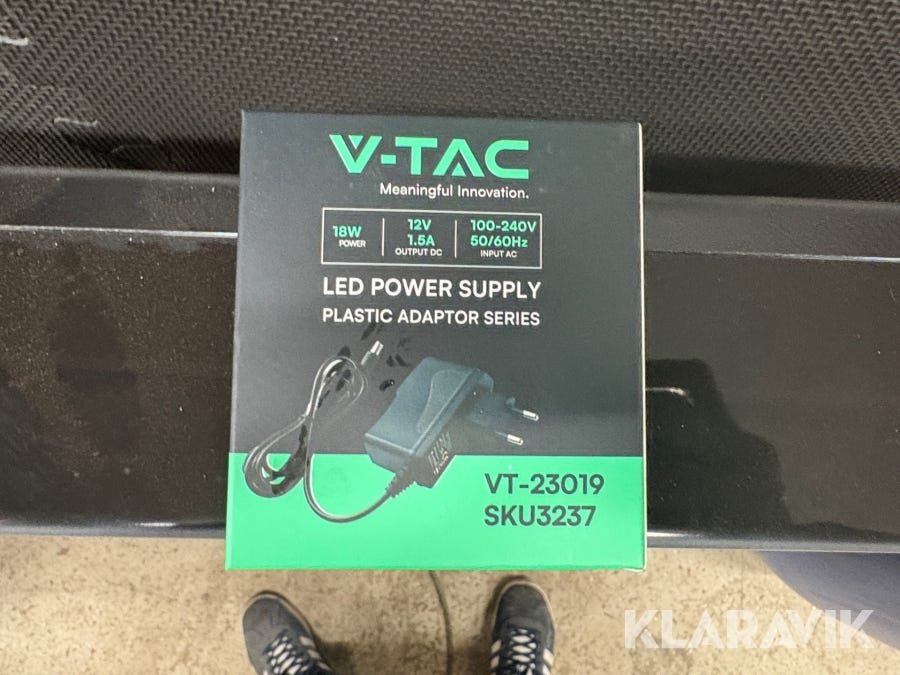 V-TAC
Meaningful Innovation.
18W
POWER
12V
1.5A
OUTPUT DC
100-240V
50/60Hz
INPUT AC
LED POWER SUPPLY
PLASTIC ADAPTOR SERIES
VT-23019
SKU3237
KLARAVIK